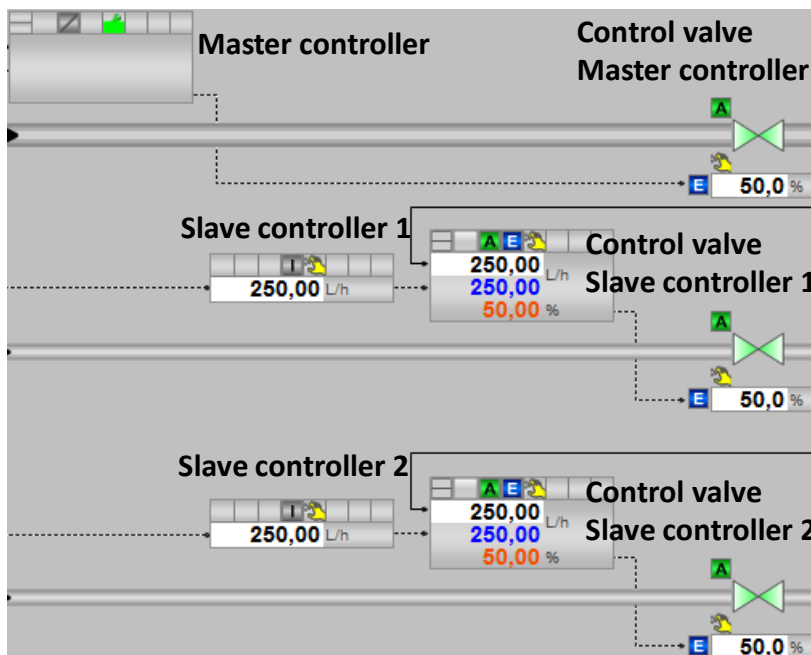 Master controller
Control valve
Master controller
A
E 50,0 %
Slave controller 1
A E
I
250,00 L/h
250,00 L/h
250,00
50,00 %
Control valve
Slave controller 1
A
E 50,0 %
Slave controller 2
A E
I
250,00 L/h
250,00 L/h
250,00
50,00 %
Control valve
Slave controller 2
A
E 50,0 %